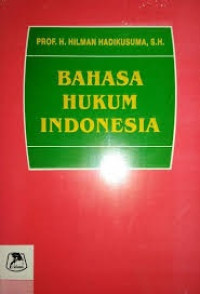 PROF. H. HILMAN HADIKUSUMA, S.H.
BAHASA
HUKUM
INDONESIA